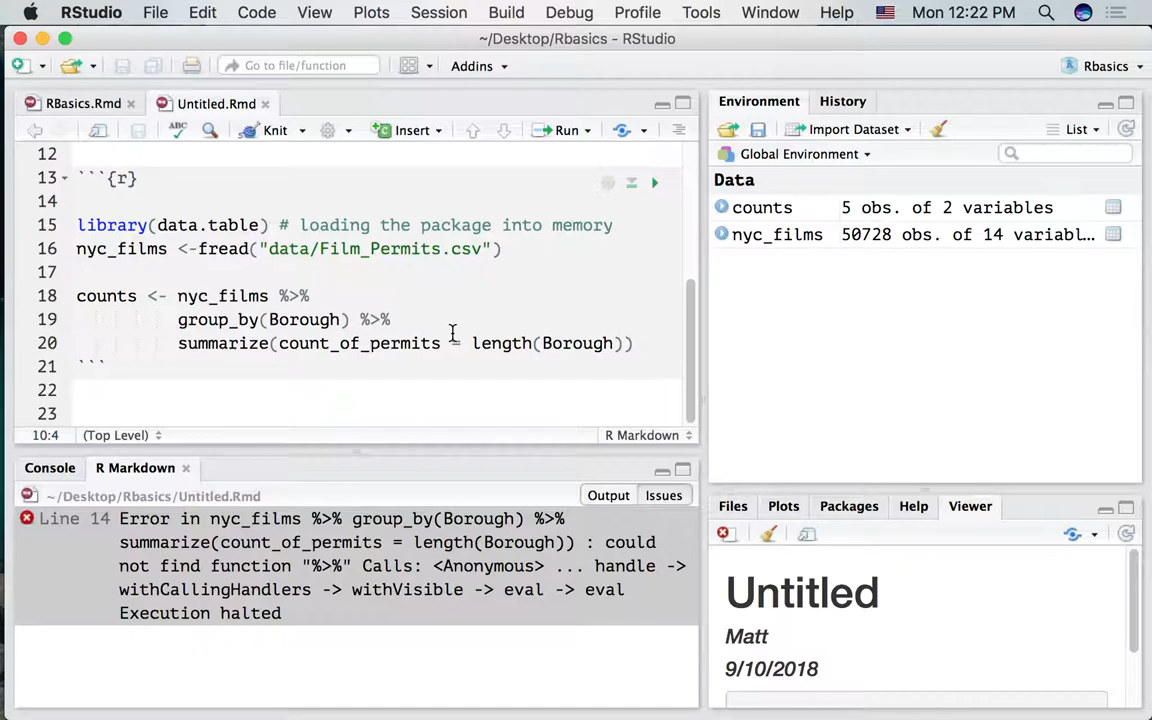 RStudio File Edit Code View Plots Session Build Debug Profile Tools Window Help Mon 12:22 PM
~/Desktop/Rbasics - RStudio
Go to file/function Addins Rbasics
RBasics.Rmd Untitled.Rmd
ABC Knit Insert Run
12
13 ```{r}
14
15 library(data.table) # loading the package into memory
16 nyc_films <-fread("data/Film_Permits.csv")
17
18 counts <- nyc_films %>%
19 group_by(Borough) %>%
20 summarize(count_of_permits = length(Borough))
21 ```
22
23
10:4 (Top Level) R Markdown
Console R Markdown
~/Desktop/Rbasics/Untitled.Rmd Output Issues
Line 14 Error in nyc_films %>% group_by(Borough) %>%
summarize(count_of_permits = length(Borough)) : could
not find function "%>%" Calls: <Anonymous> ... handle ->
withCallingHandlers -> withVisible -> eval -> eval
Execution halted
Environment History
Import Dataset List
Global Environment
Data
counts 5 obs. of 2 variables
nyc_films 50728 obs. of 14 variabl...
Files Plots Packages Help Viewer
Untitled
Matt
9/10/2018